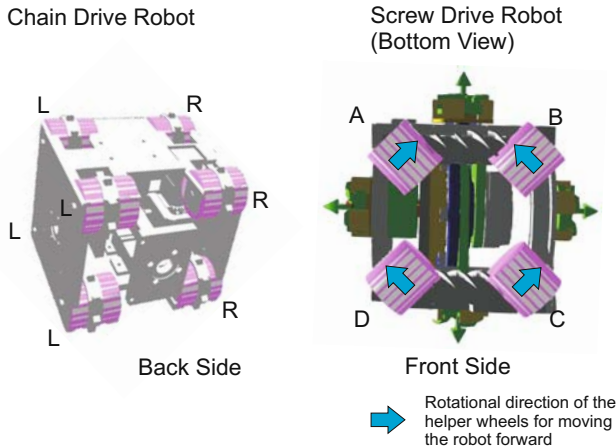 Chain Drive Robot
L
R
L
R
L
L
R
Back Side
Screw Drive Robot
(Bottom View)
A
B
D
C
Front Side
Rotational direction of the
helper wheels for moving
the robot forward